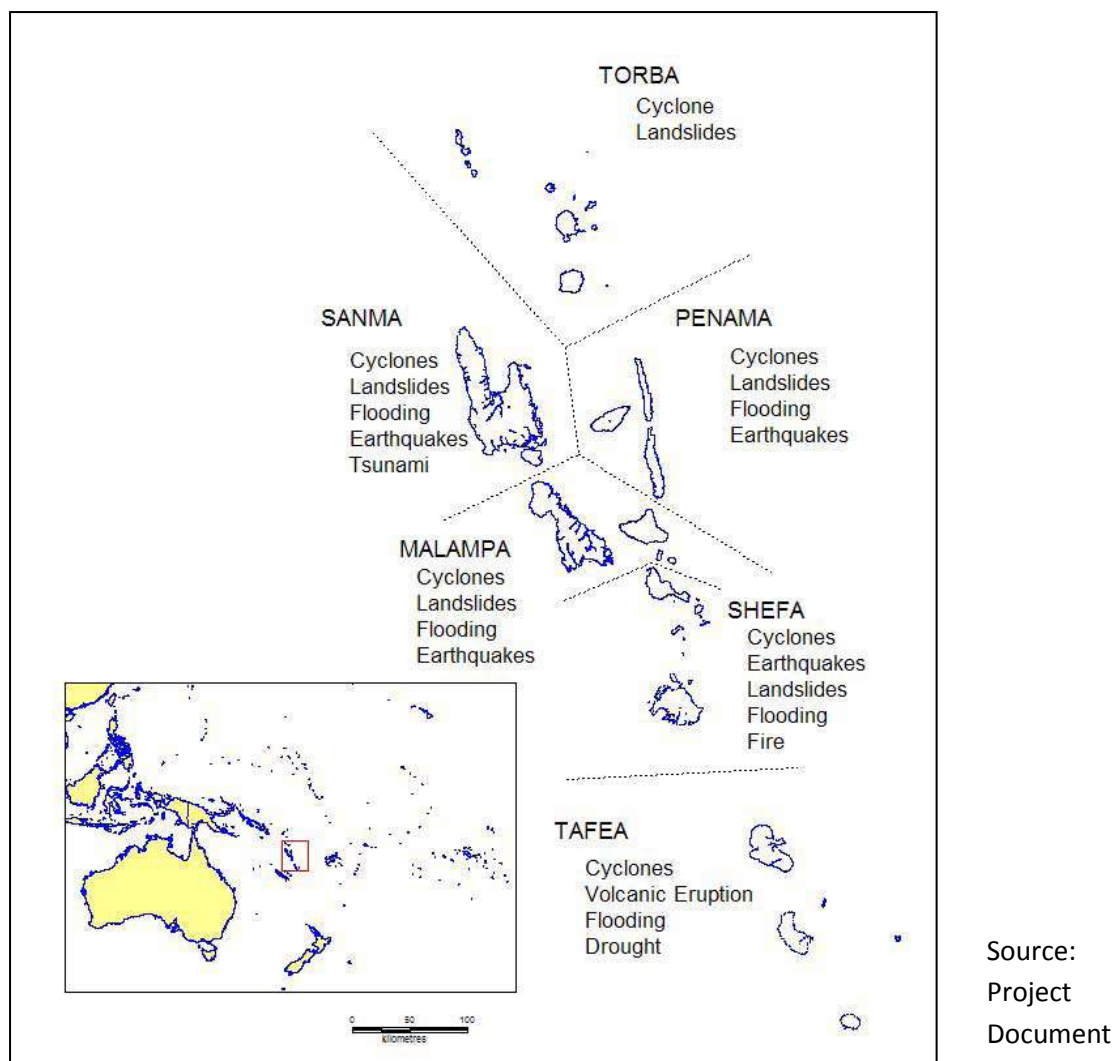 TORBA
Cyclone
Landslides
SANMA
Cyclones
Landslides
Flooding
Earthquakes
Tsunami
PENAMA
Cyclones
Landslides
Flooding
Earthquakes
MALAMPA
Cyclones
Landslides
Flooding
Earthquakes
SHEFA
Cyclones
Earthquakes
Landslides
Flooding
Fire
TAFEA
Cyclones
Volcanic Eruption
Flooding
Drought
0 50 100
kilometres
Source:
Project
Document